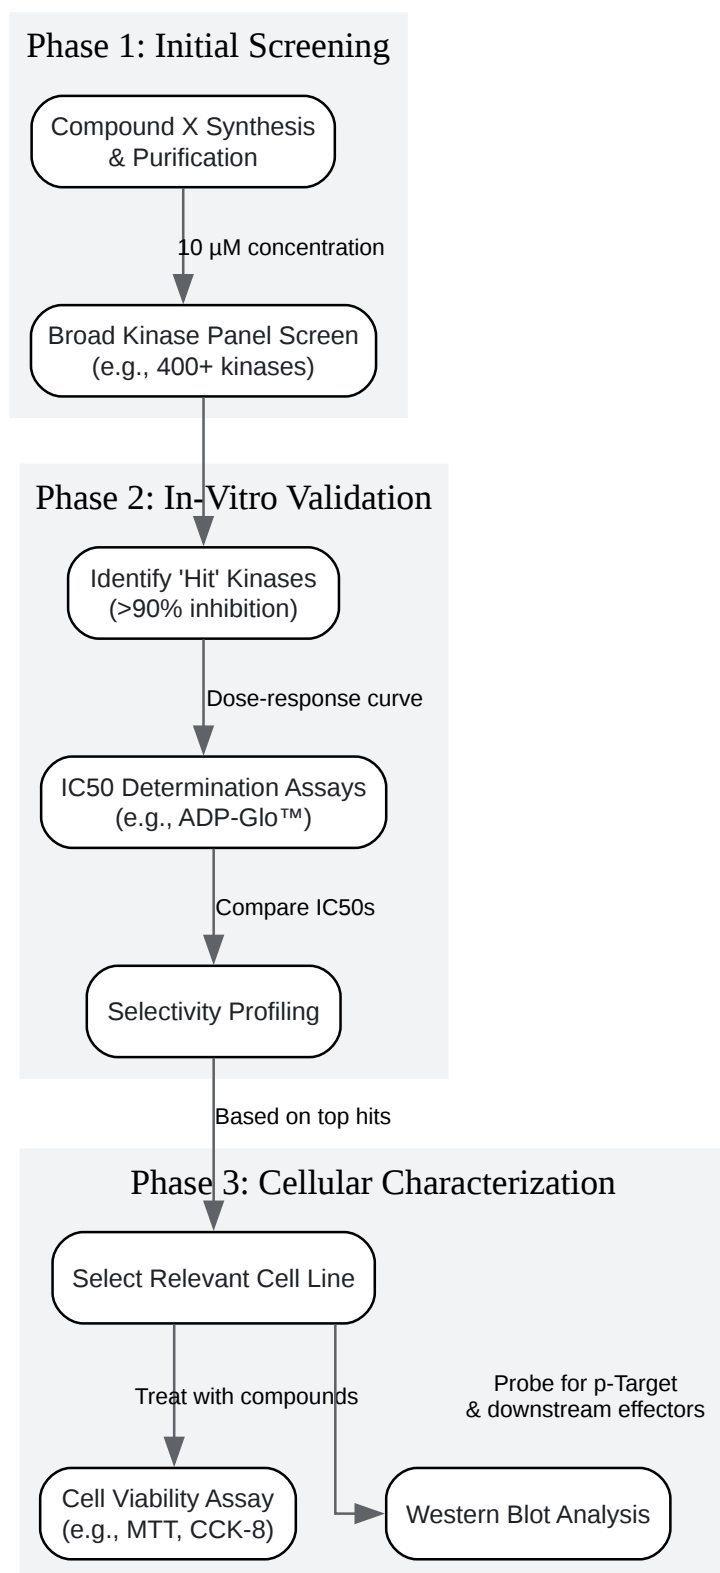 Phase 1: Initial Screening
Compound X Synthesis
& Purification
10 µM concentration
Broad Kinase Panel Screen
(e.g., 400+ kinases)
Phase 2: In-Vitro Validation
Identify 'Hit' Kinases
(>90% inhibition)
Dose-response curve
IC50 Determination Assays
(e.g., ADP-Glo™)
Compare IC50s
Selectivity Profiling
Based on top hits
Phase 3: Cellular Characterization
Select Relevant Cell Line
Treat with compounds
Probe for p-Target
& downstream effectors
Cell Viability Assay
(e.g., MTT, CCK-8)
Western Blot Analysis